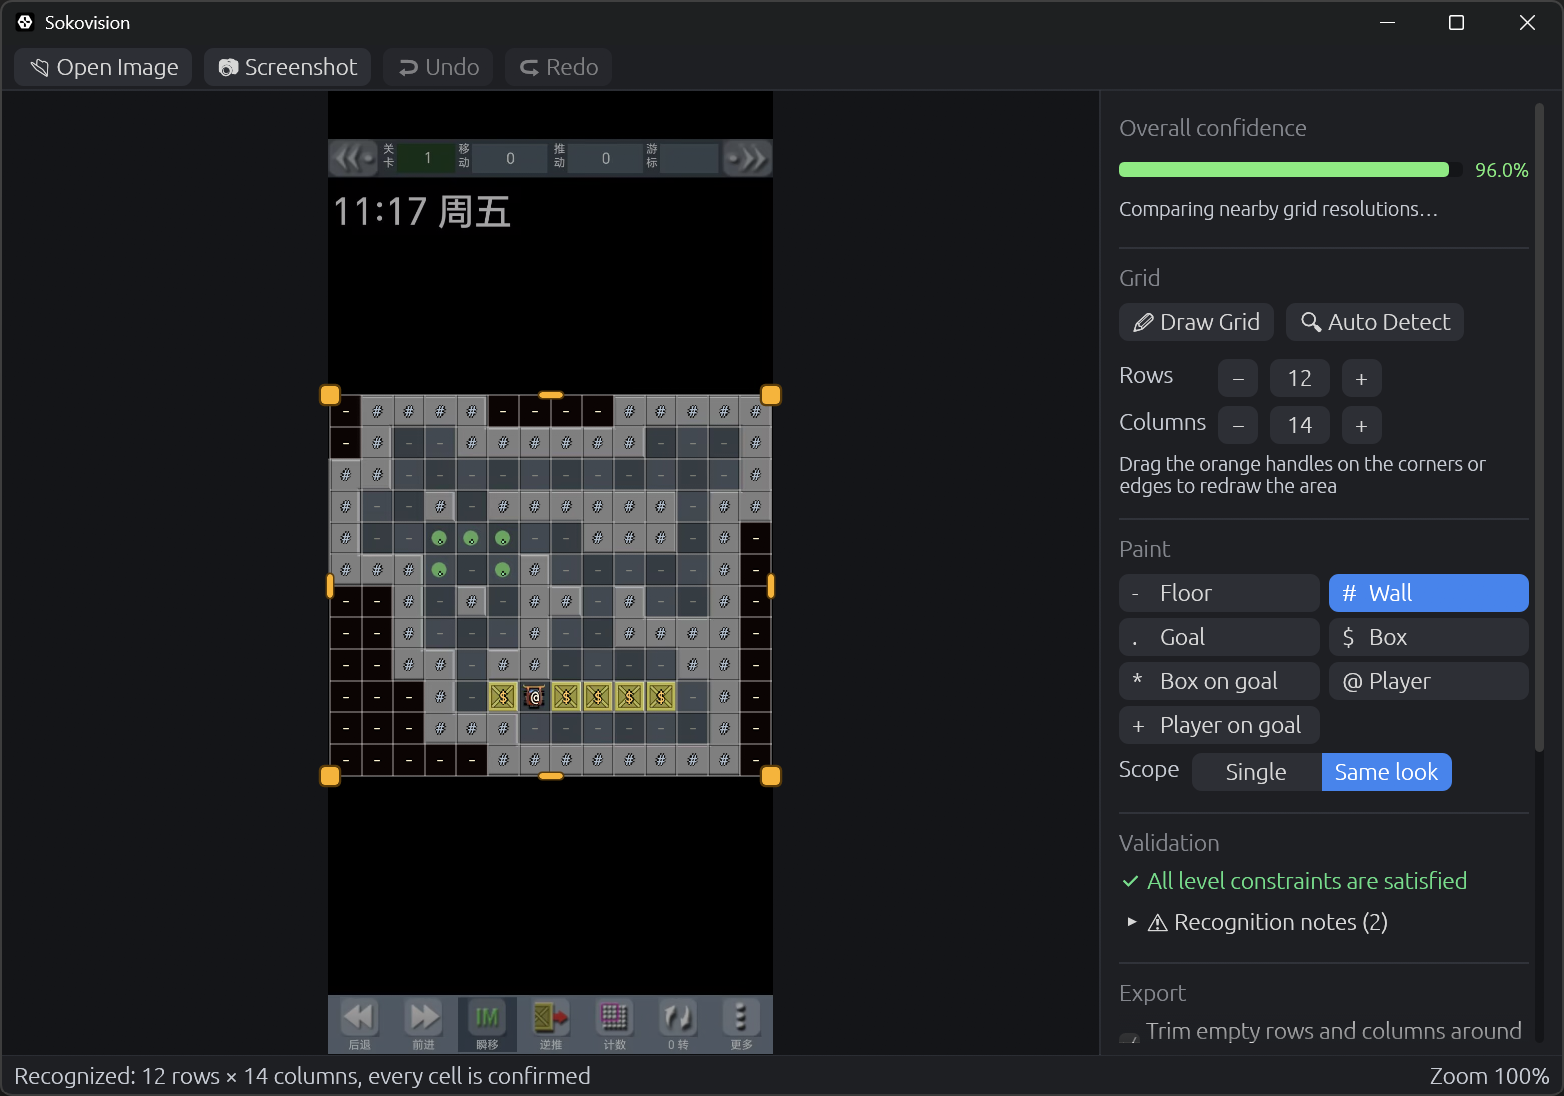 Sokovision
Open Image Screenshot Undo Redo
关卡 1 移动 0 推动 0 游标
11:17 周五
- # # # # - - - - # # # # #
- # - - # # # # # # - - - #
# # - - - - - - - - - - - #
# - - # - # # # # # # - # #
# - - . . . - - # # # - # -
# # # . - . # - - - - - # -
- - # - # - # # - # - - # -
- - # - - - # - - # # # # -
- - # # - # # - - - - # # -
- - - # - $ @ $ $ $ $ - # -
- - - # # # - - - - - - # -
- - - - - # # # # # # # # -
后退 前进 瞬移 逆推 计数 0 转 更多
IM
Overall confidence
96.0%
Comparing nearby grid resolutions…
Grid
Draw Grid Auto Detect
Rows – 12 +
Columns – 14 +
Drag the orange handles on the corners or
edges to redraw the area
Paint
- Floor # Wall
. Goal $ Box
* Box on goal @ Player
+ Player on goal
Scope Single Same look
Validation
All level constraints are satisfied
Recognition notes (2)
Export
Trim empty rows and columns around
Recognized: 12 rows × 14 columns, every cell is confirmed
Zoom 100%